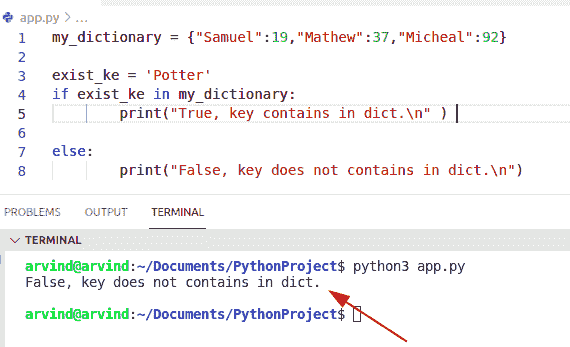 app.py > ...
1 my_dictionary = {"Samuel":19,"Mathew":37,"Micheal":92}
2
3 exist_ke = 'Potter'
4 if exist_ke in my_dictionary:
5 print("True, key contains in dict.\n" )
6
7 else:
8 print("False, key does not contains in dict.\n")
PROBLEMS OUTPUT TERMINAL
TERMINAL
arvind@arvind:~/Documents/PythonProject$ python3 app.py
False, key does not contains in dict.
arvind@arvind:~/Documents/PythonProject$